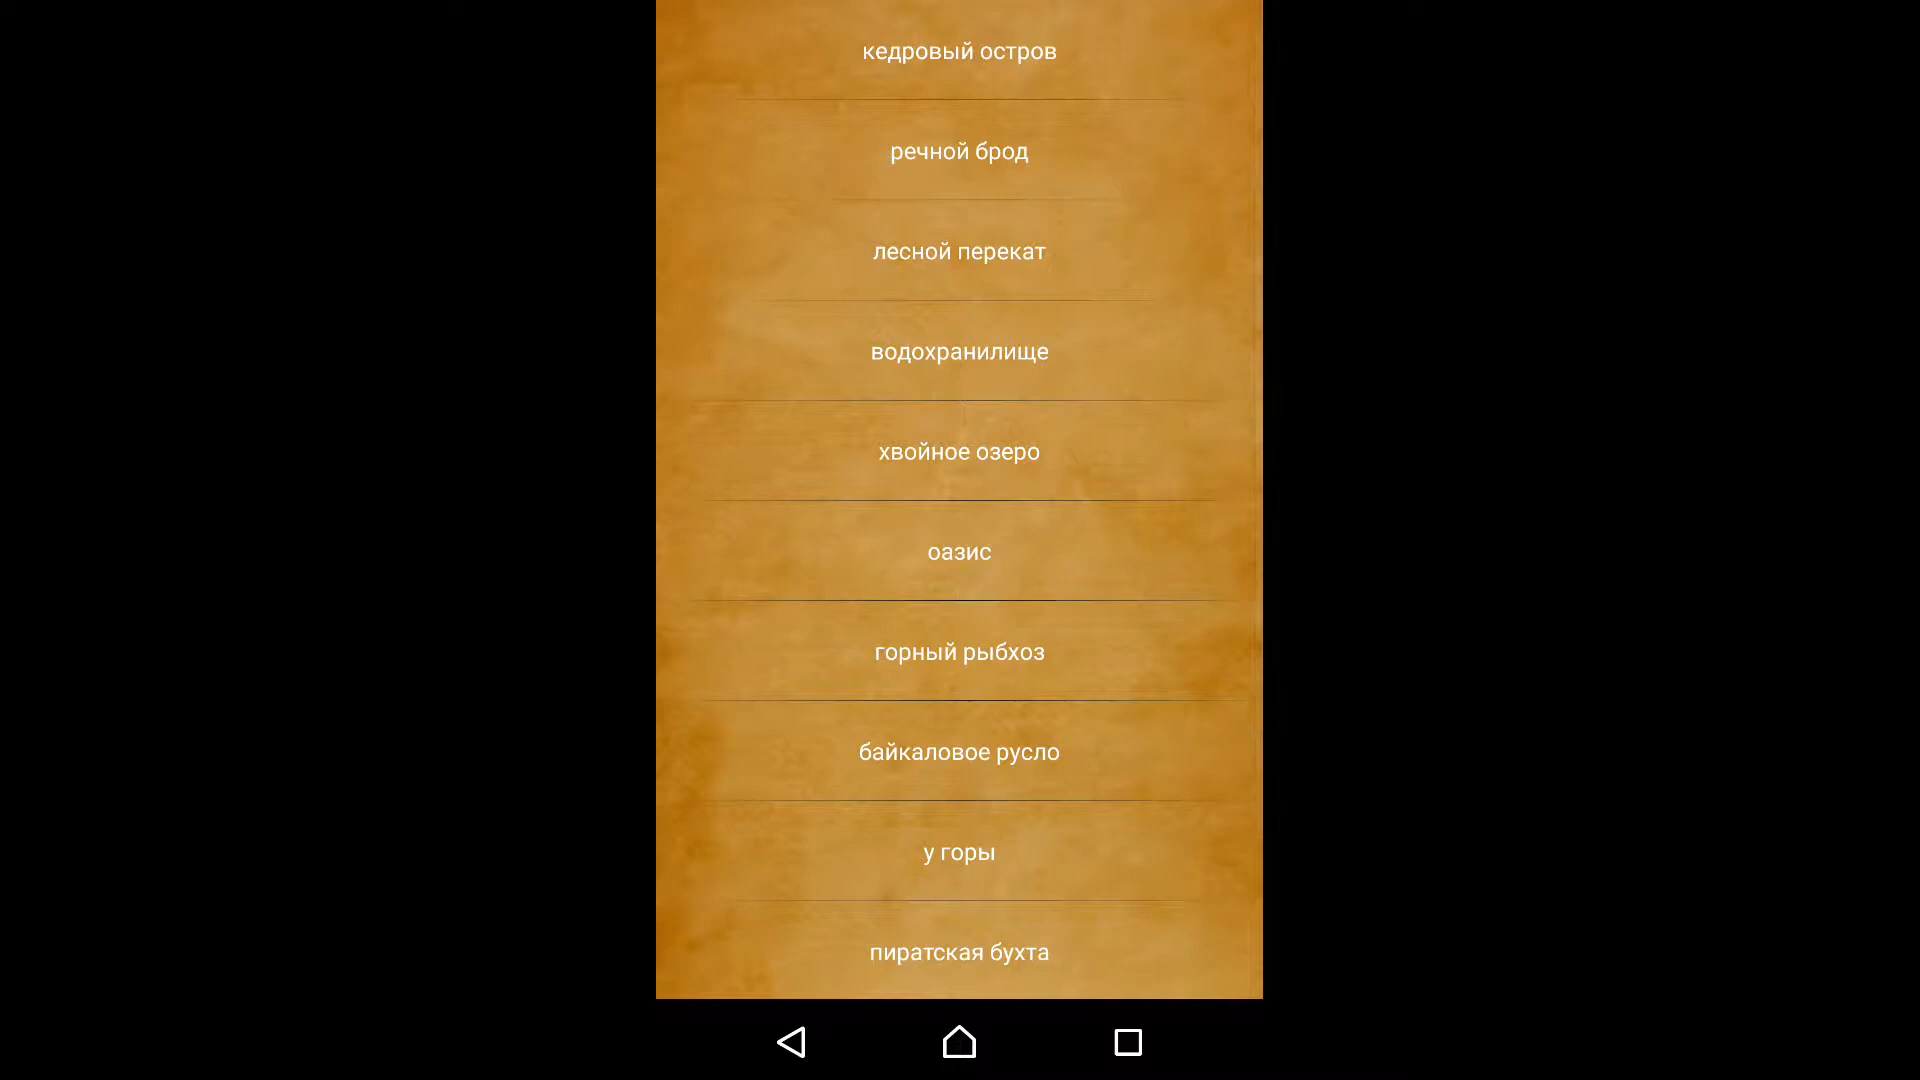 кедровый остров
речной брод
лесной перекат
водохранилище
хвойное озеро
оазис
горный рыбхоз
байкаловое русло
у горы
пиратская бухта